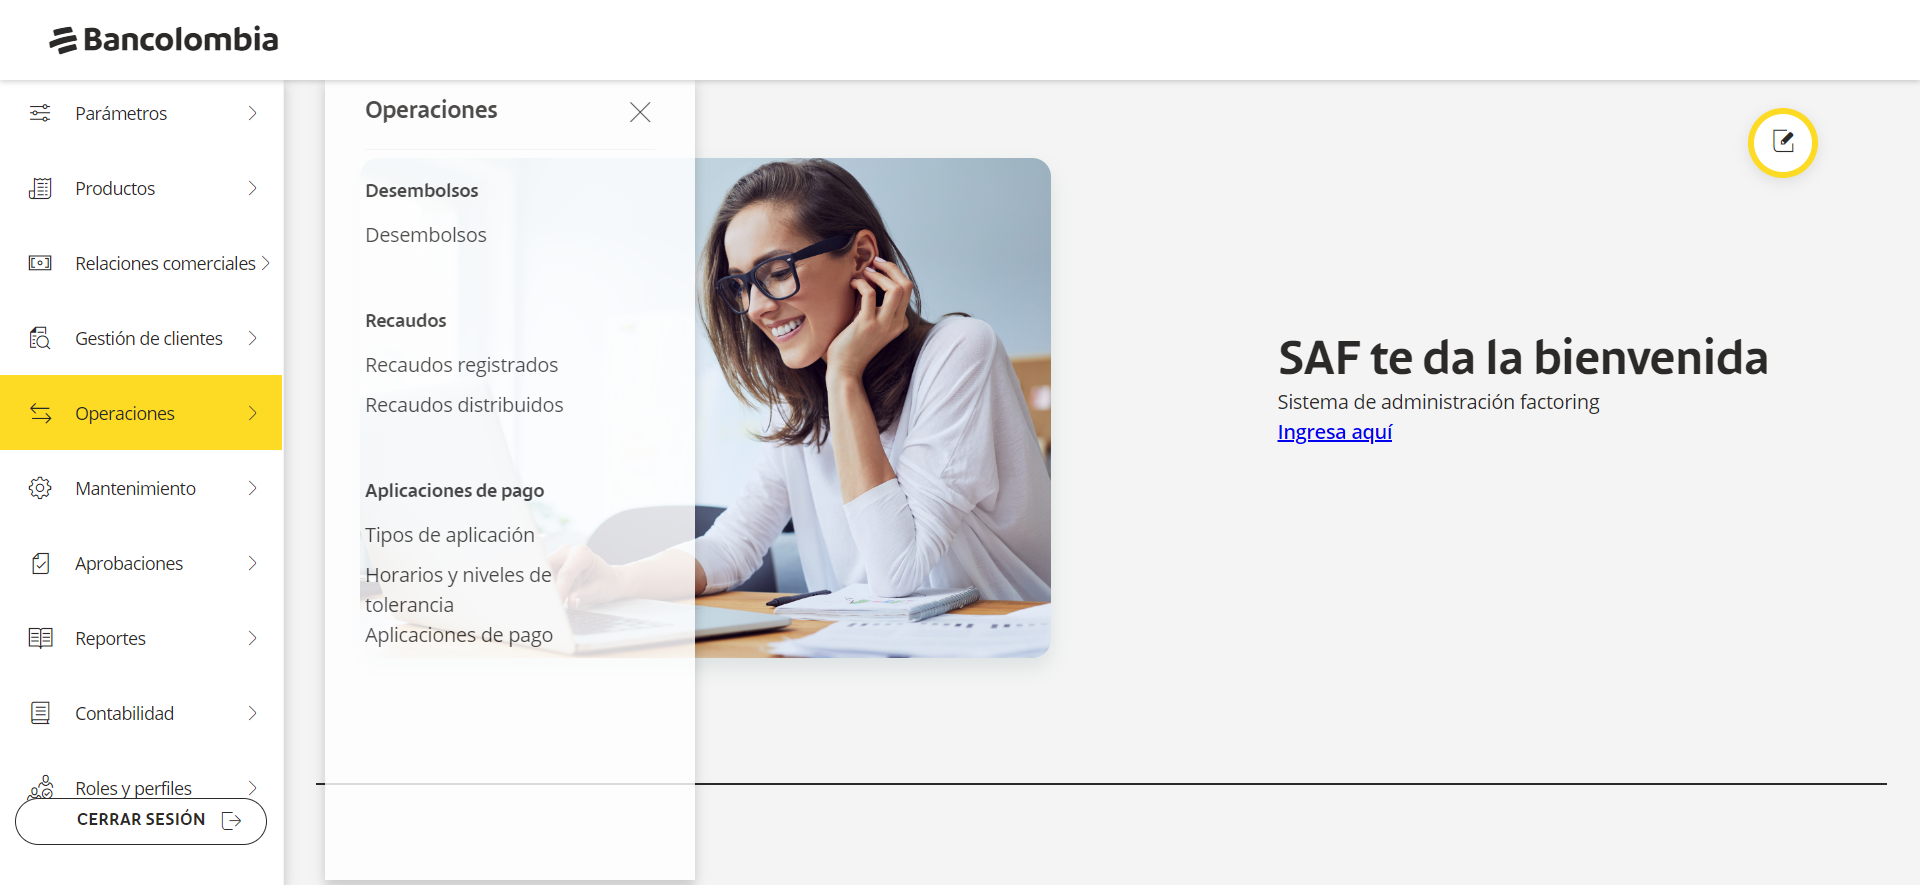 Bancolombia
Parámetros
Productos
Relaciones comerciales
Gestión de clientes
Operaciones
Mantenimiento
Aprobaciones
Reportes
Contabilidad
Roles y perfiles
CERRAR SESIÓN
Operaciones
Desembolsos
Desembolsos
Recaudos
Recaudos registrados
Recaudos distribuidos
Aplicaciones de pago
Tipos de aplicación
Horarios y niveles de
tolerancia
Aplicaciones de pago
SAF te da la bienvenida
Sistema de administración factoring
Ingresa aquí